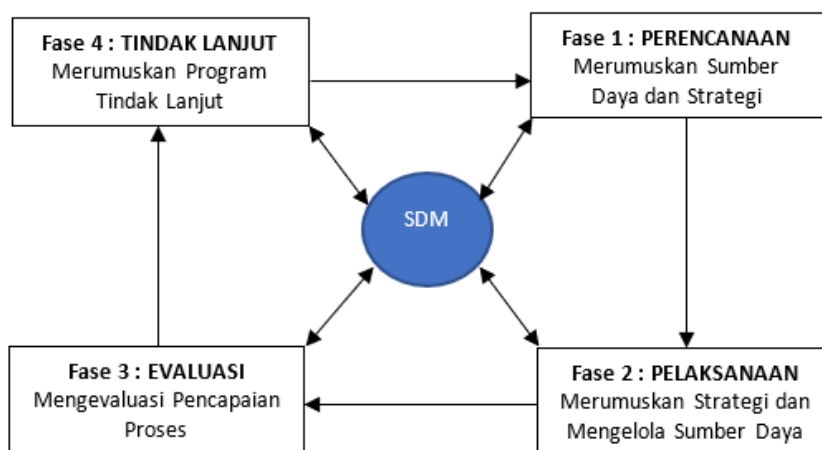 Fase 4 : TINDAK LANJUT
Merumuskan Program
Tindak Lanjut
Fase 1 : PERENCANAAN
Merumuskan Sumber
Daya dan Strategi
SDM
Fase 3 : EVALUASI
Mengevaluasi Pencapaian
Proses
Fase 2 : PELAKSANAAN
Merumuskan Strategi dan
Mengelola Sumber Daya